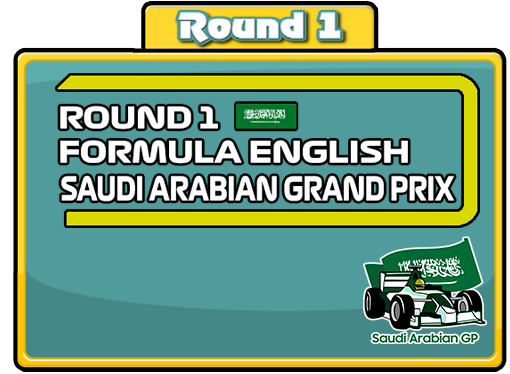 Round 1
ROUND 1
FORMULA ENGLISH
SAUDI ARABIAN GRAND PRIX
Saudi Arabian GP